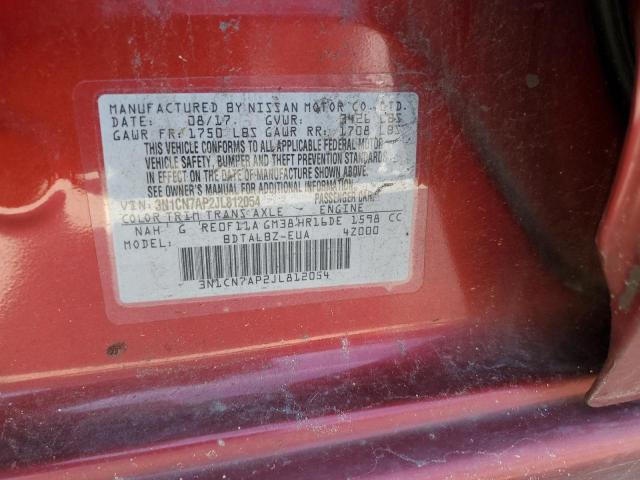 MANUFACTURED BY NISSAN MOTOR CO.,LTD.
DATE: 08/17. GVWR: 3426 LBS
GAWR FR: 1750 LBS GAWR RR: 1708 LBS
THIS VEHICLE CONFORMS TO ALL APPLICABLE FEDERAL MOTOR
VEHICLE SAFETY, BUMPER AND THEFT PREVENTION STANDARDS
IN EFFECT ON THE DATE OF MANUFACTURE SHOWN ABOVE.
SEE OWNER'S MANUAL FOR ADDITIONAL INFORMATION
VIN: 3N1CN7AP2JL812054 PASSENGER CAR
COLOR TRIM TRANS AXLE ENGINE
NAH G RE0F11A GM38 HR16DE 1598 CC
MODEL: BDTALBZ-EUA 4Z000
3N1CN7AP2JL812054